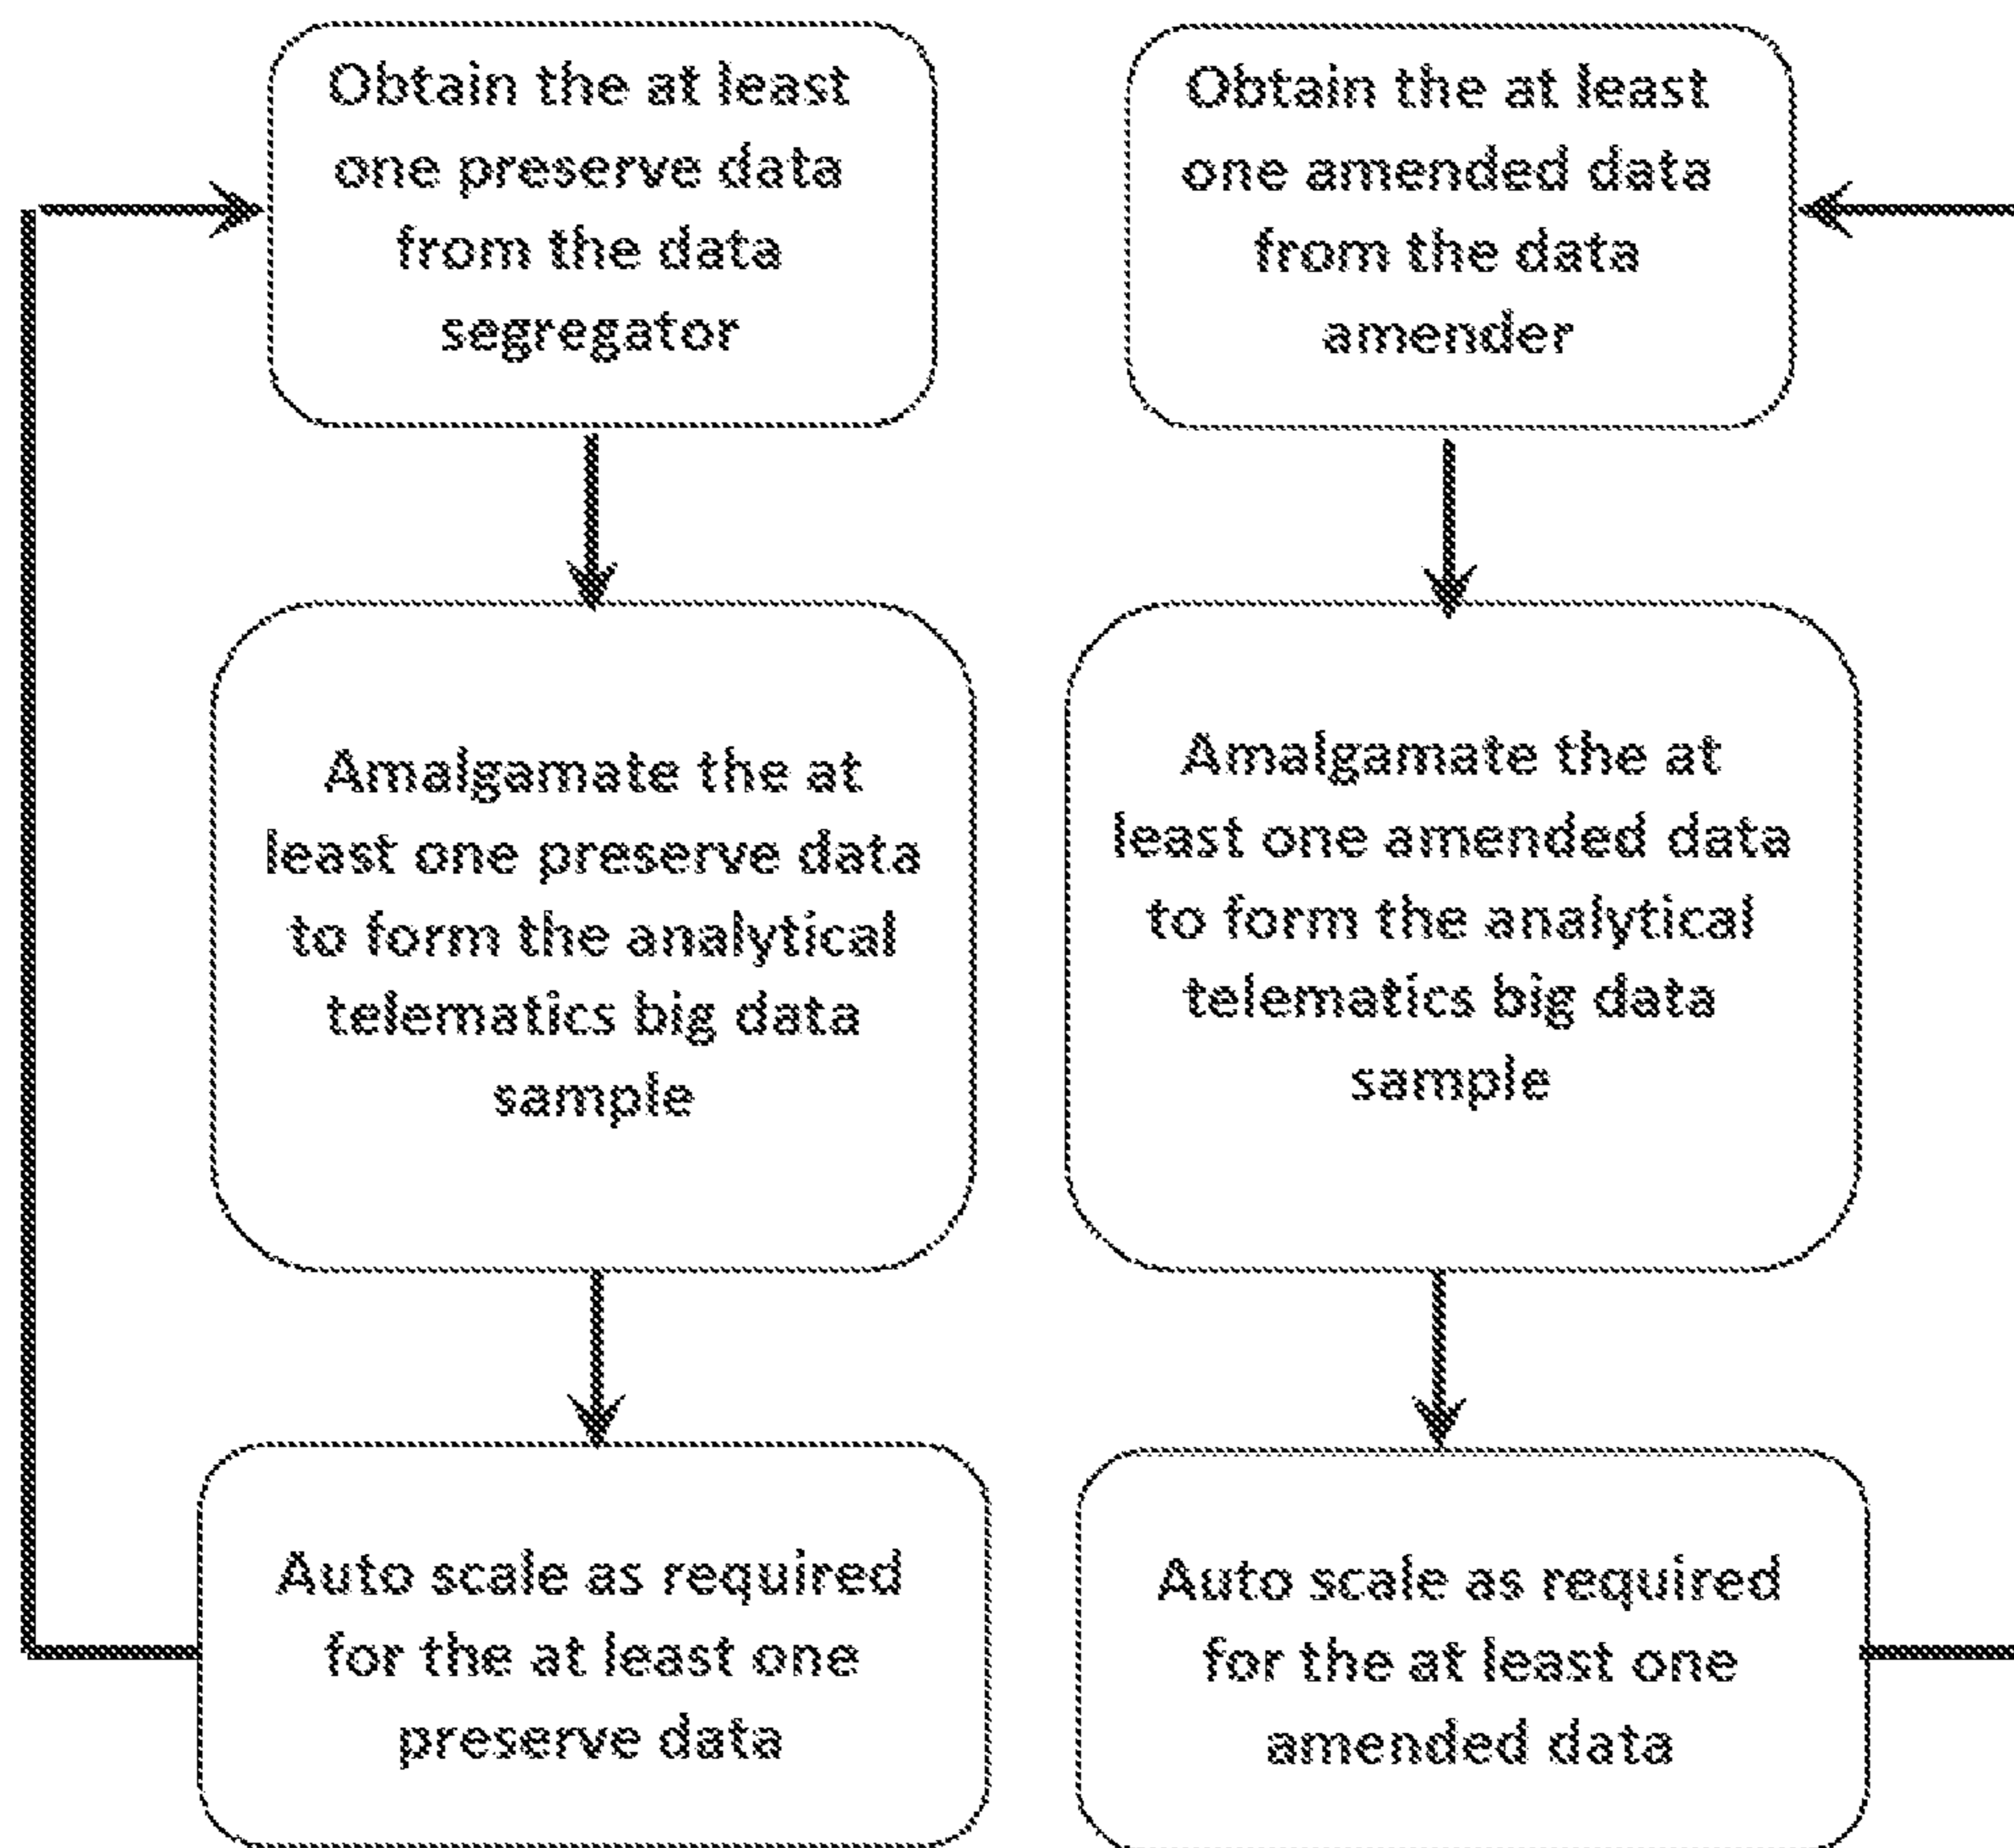 Obtain the at least
one preserve data
from the data
segregator
Amalgamate the at
least one preserve data
to form the analytical
telematics big data
sample
Auto scale as required
for the at least one
preserve data
Obtain the at least
one amended data
from the data
amender
Amalgamate the at
least one amended data
to form the analytical
telematics big data
sample
Auto scale as required
for the at least one
amended data